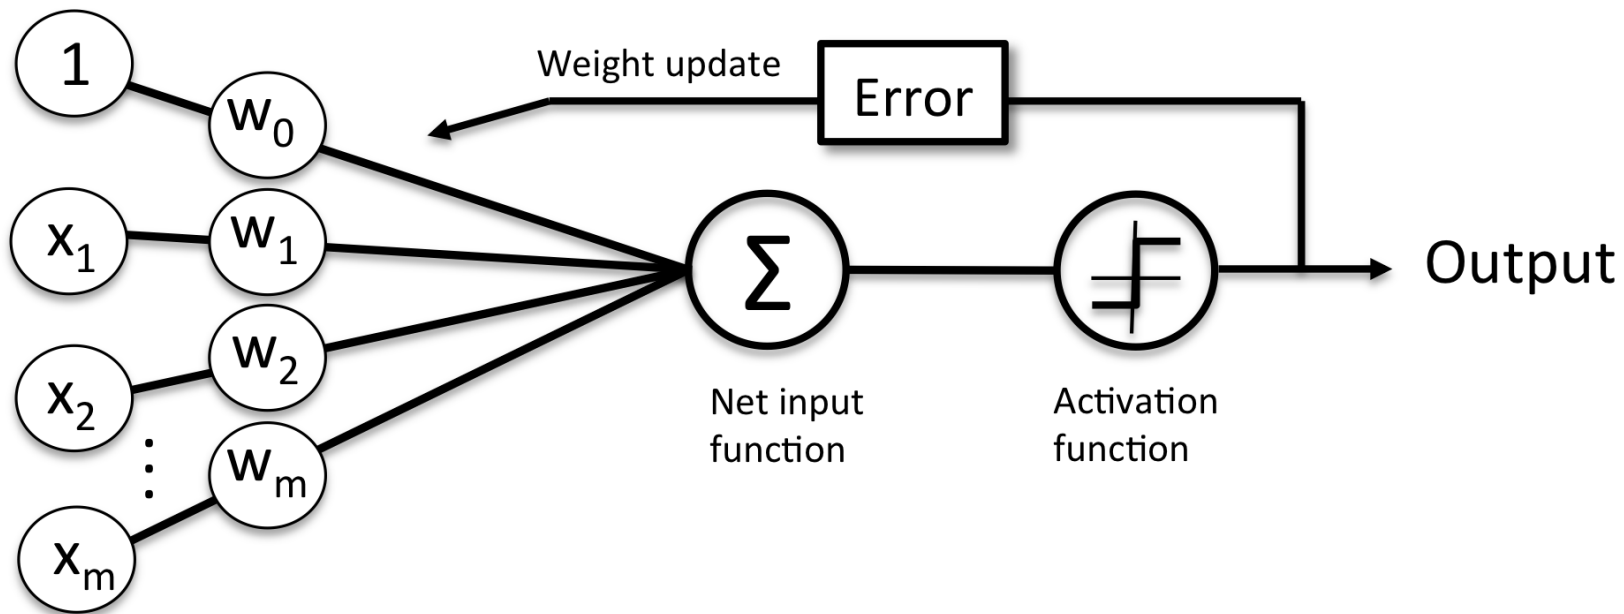 1
w₀
Weight update
Error
x₁
w₁
Σ
Output
x₂
w₂
Net input
function
Activation
function
⋮
wₘ
xₘ